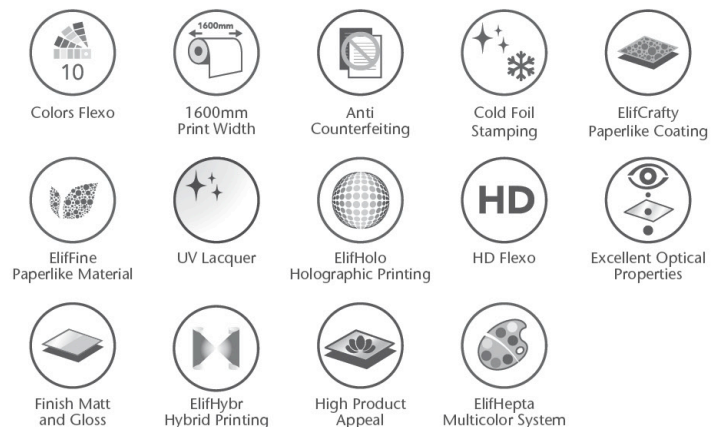 10
Colors Flexo
1600mm
1600mm
Print Width
Anti
Counterfeiting
Cold Foil
Stamping
ElifCrafty
Paperlike Coating
ElifFine
Paperlike Material
UV Lacquer
ElifHolo
Holographic Printing
HD
HD Flexo
Excellent Optical
Properties
Finish Matt
and Gloss
ElifHybr
Hybrid Printing
High Product
Appeal
ElifHepta
Multicolor System